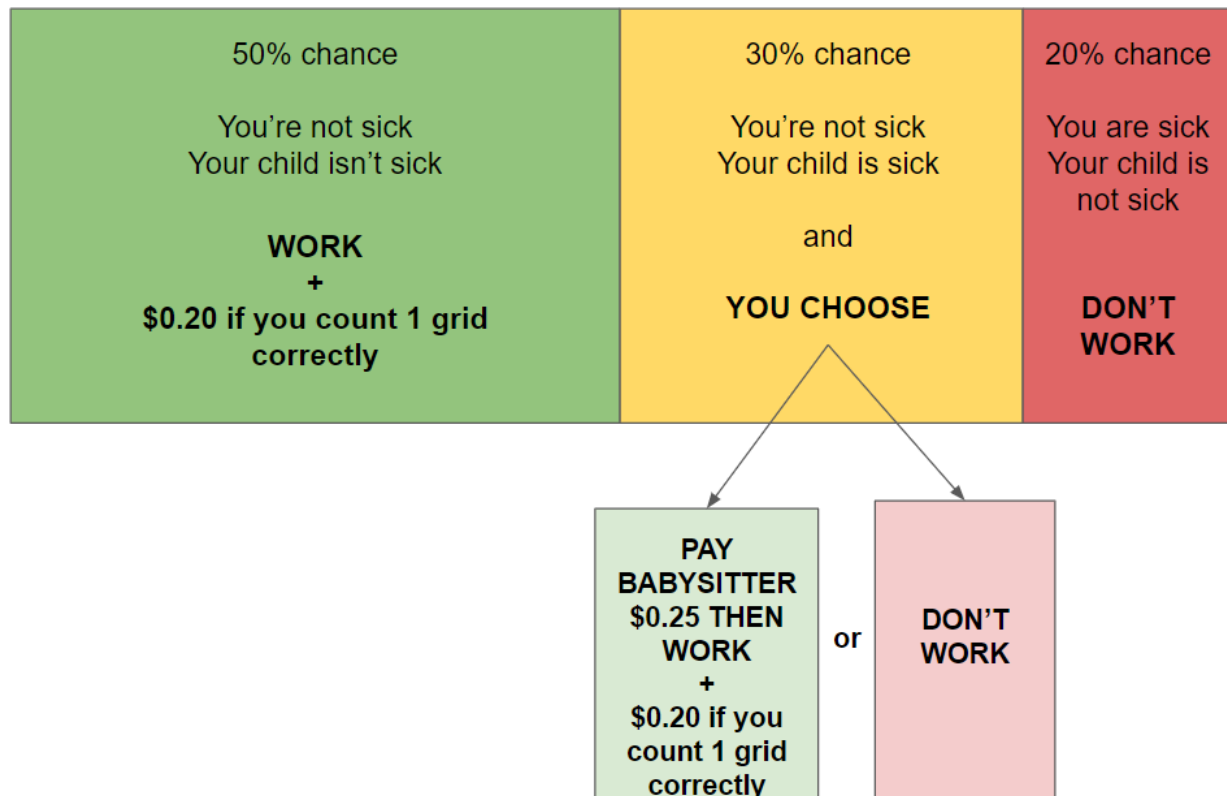 50% chance
You’re not sick
Your child isn’t sick
WORK
+
$0.20 if you count 1 grid
correctly
30% chance
You’re not sick
Your child is sick
and
YOU CHOOSE
20% chance
You are sick
Your child is
not sick
DON’T
WORK
PAY
BABYSITTER
$0.25 THEN
WORK
+
$0.20 if you
count 1 grid
correctly
or
DON’T
WORK